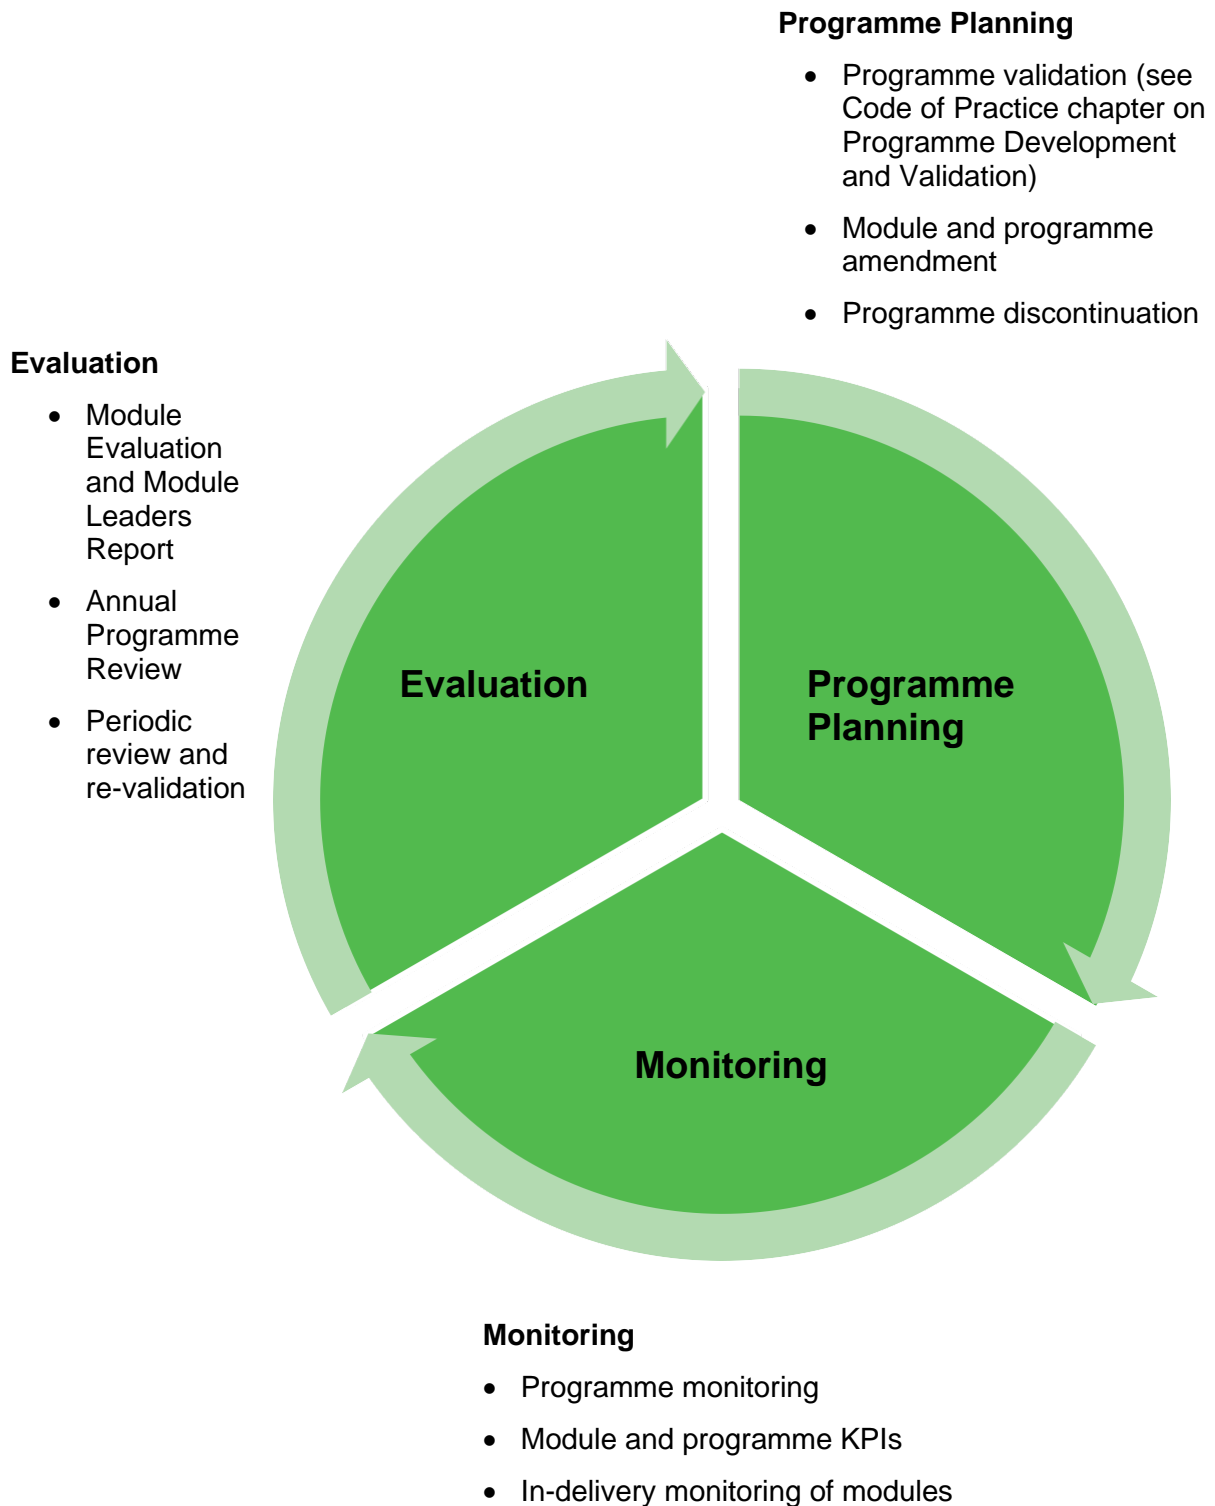 Programme Planning
• Programme validation (see
Code of Practice chapter on
Programme Development
and Validation)
• Module and programme
amendment
• Programme discontinuation
Evaluation
• Module
Evaluation
and Module
Leaders
Report
• Annual
Programme
Review
• Periodic
review and
re-validation
Evaluation
Programme
Planning
Monitoring
Monitoring
• Programme monitoring
• Module and programme KPIs
• In-delivery monitoring of modules